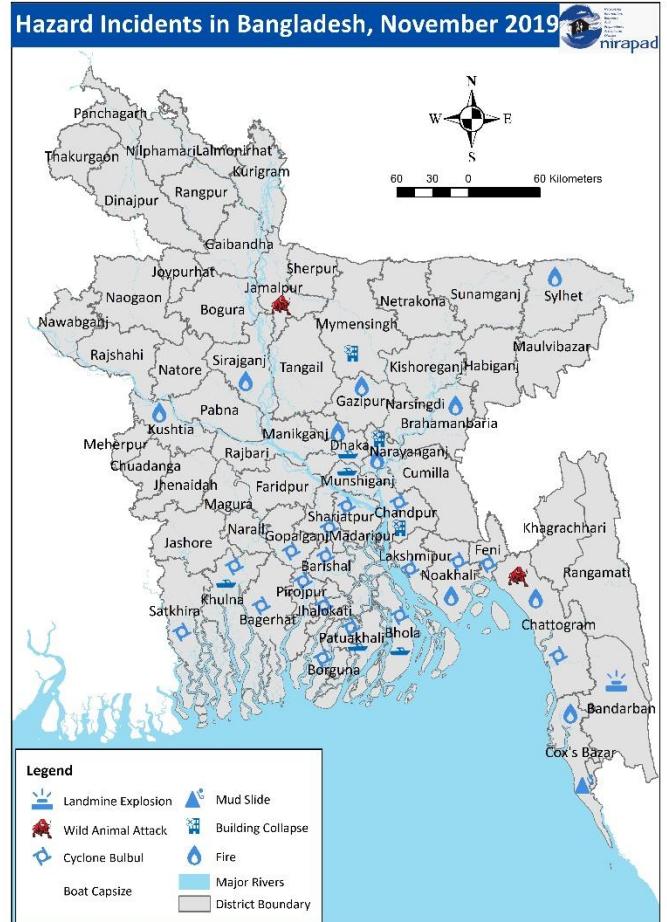 Hazard Incidents in Bangladesh, November 2019
nirapad
N
W
E
S
60 30 0 60 Kilometers
Panchagarh
Thakurgaon
Nilphamari
Lalmonirhat
Kurigram
Rangpur
Dinajpur
Gaibandha
Joypurhat
Sherpur
Jamalpur
Naogaon
Bogura
Netrakona
Sunamganj
Sylhet
Mymensingh
Nawabganj
Rajshahi
Natore
Sirajganj
Tangail
Kishoreganj
Habiganj
Maulvibazar
Gazipur
Narsingdi
Pabna
Brahamanbaria
Kushtia
Manikganj
Dhaka
Meherpur
Rajbari
Narayanganj
Chuadanga
Munshiganj
Cumilla
Jhenaidah
Faridpur
Magura
Shariatpur
Chandpur
Khagrachhari
Narail
Gopalganj
Madaripur
Jashore
Lakshmipur
Feni
Barishal
Noakhali
Rangamati
Khulna
Pirojpur
Satkhira
Bagerhat
Jhalokati
Chattogram
Patuakhali
Bhola
Borguna
Bandarban
Cox's Bazar
Legend
Landmine Explosion
Mud Slide
Wild Animal Attack
Building Collapse
Cyclone Bulbul
Fire
Boat Capsize
Major Rivers
District Boundary